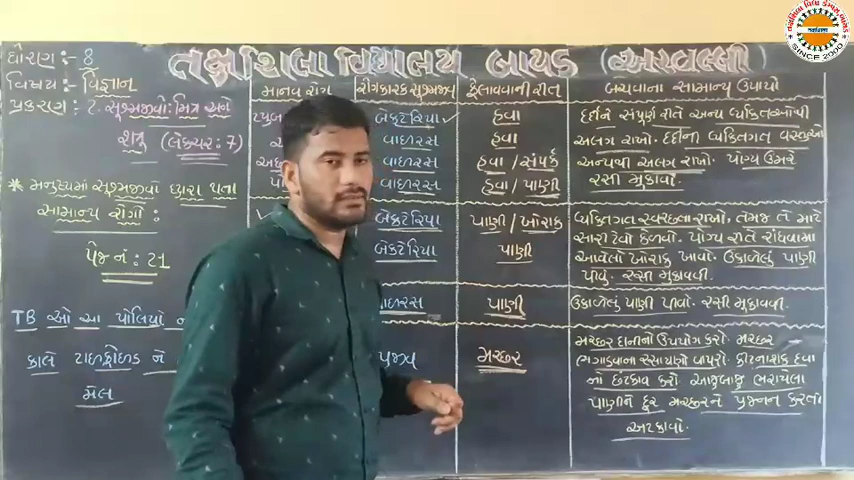 ધોરણ :- 8
તક્ષશિલા વિદ્યાલય બાયડ (અરવલ્લી)
વિષય :- વિજ્ઞાન
પ્રકરણ : 2. સૂક્ષ્મજીવો : મિત્ર અને
શત્રુ (લેક્ચર : 7)
* મનુષ્યમાં સૂક્ષ્મજીવો દ્વારા થતા
સામાન્ય રોગો :
પેજ નં : 21
TB ઓ આ પોલિયો
કાલે ટાઇફોઇડ ને
મેલે
માનવ રોગ
રોગકારક સૂક્ષ્મજીવ
બેક્ટેરિયા
વાઇરસ
વાઇરસ
વાઇરસ
બેક્ટેરિયા
બેક્ટેરિયા
ફેલાવવાની રીત
હવા
હવા
હવા / સંપર્ક
હવા / પાણી
પાણી / ખોરાક
પાણી
પાણી
મચ્છર
બચવાના સામાન્ય ઉપાયો
દર્દીને સંપૂર્ણ રીતે અન્ય વ્યક્તિઓથી
અલગ રાખો. દર્દીની વ્યક્તિગત વસ્તુઓ
અન્યથી અલગ રાખો. યોગ્ય ઉંમરે
રસી મૂકાવો.
વ્યક્તિગત સ્વચ્છતા રાખો. તેમજ તે માટે
સારી ટેવો કેળવો. યોગ્ય રીતે રાંધવામાં
આવેલો ખોરાક ખાવો. ઉકાળેલું પાણી
પીવું. રસી મુકાવવી.
ઉકાળેલું પાણી પીવો. રસી મૂકાવવી.
મચ્છર દાનીનો ઉપયોગ કરો. મચ્છર
ભગાડવાના રસાયણો વાપરો. કીટનાશક દવા
નો છંટકાવ કરો. આજુબાજુ ભરાયેલા
પાણીને દૂર મચ્છરને પ્રજનન કરતા
અટકાવો.
નવજીવન વિદ્યા
SINCE 2000